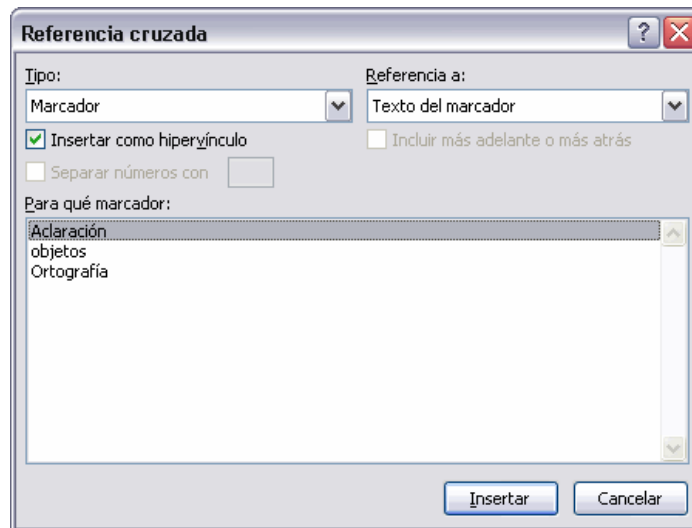 Referencia cruzada
Tipo:
Referencia a:
Marcador
Texto del marcador
Insertar como hipervínculo
Incluir más adelante o más atrás
Separar números con
Para qué marcador:
Aclaración
objetos
Ortografía
Insertar
Cancelar